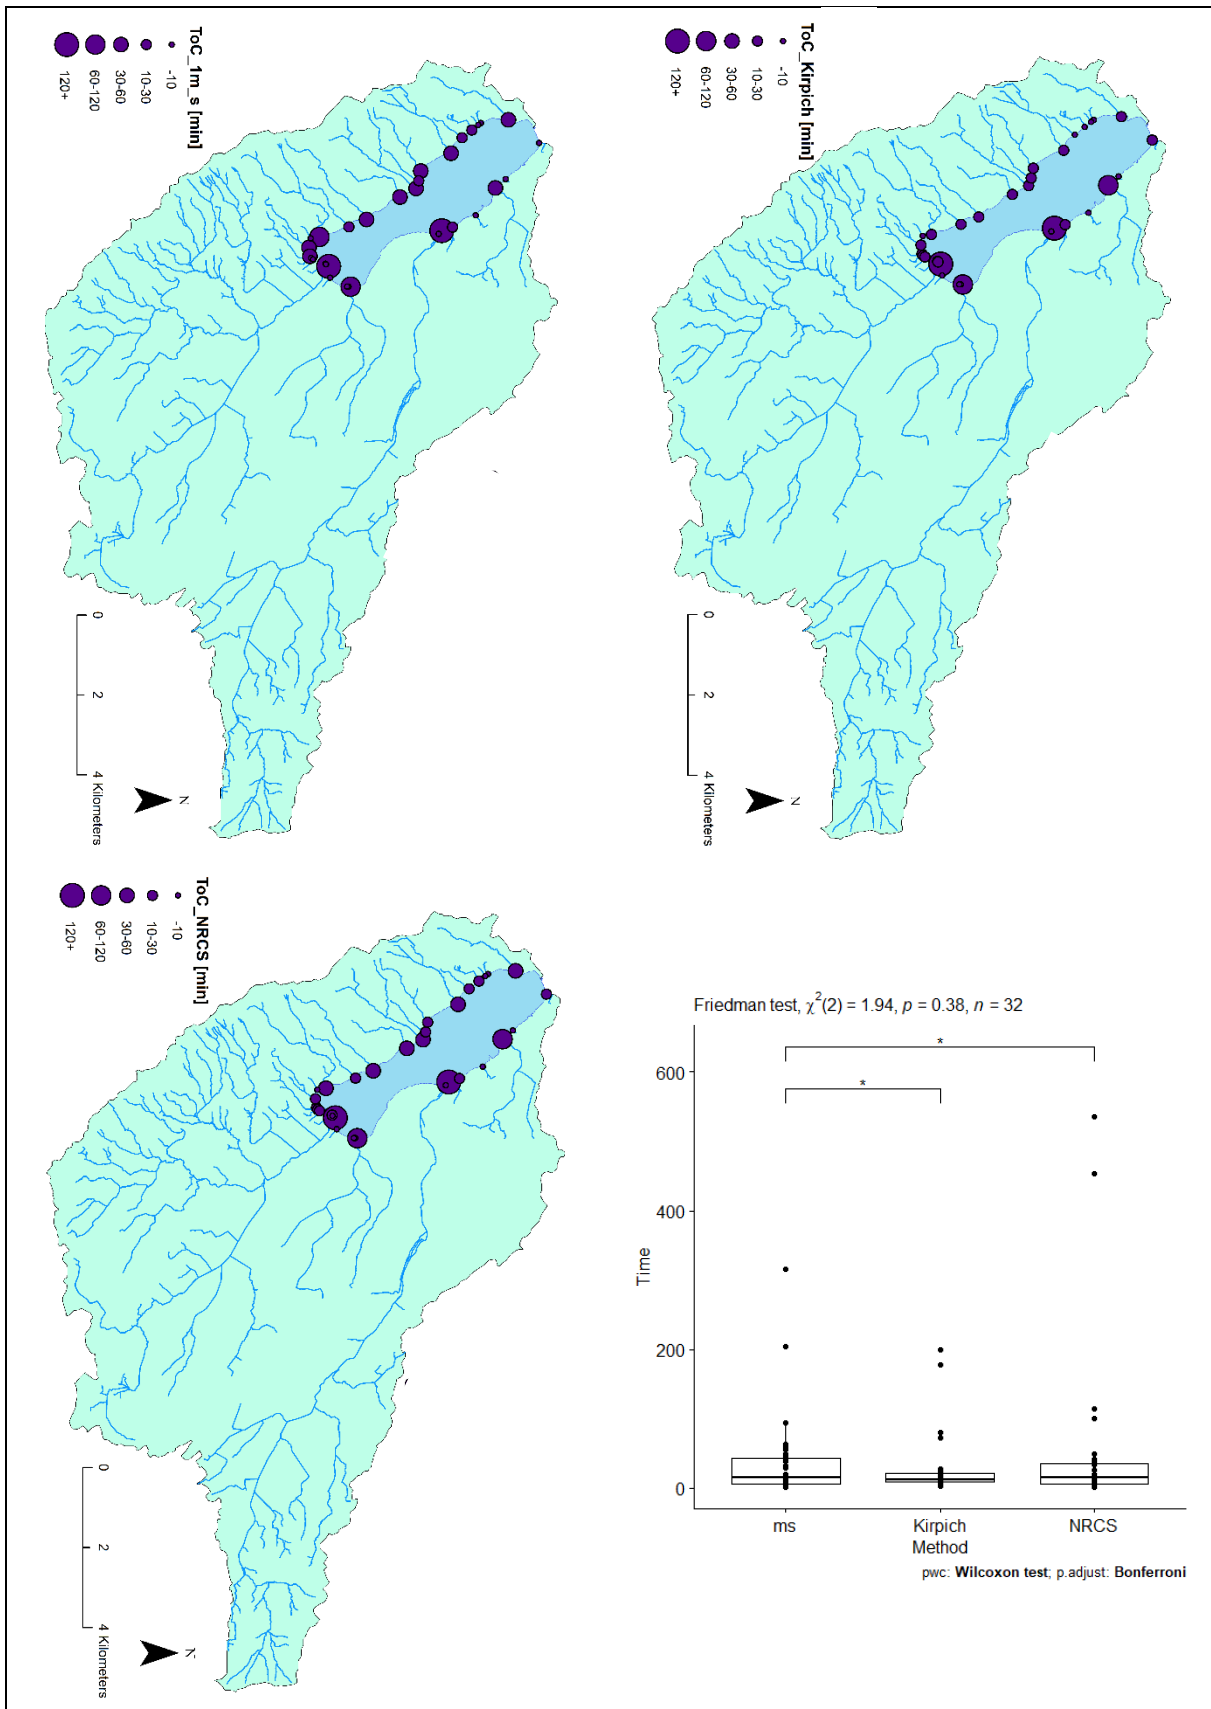 ToC_1m_s [min]
-10
10-30
30-60
60-120
120+
0
2
4 Kilometers
N
ToC_Kirpich [min]
-10
10-30
30-60
60-120
120+
0
2
4 Kilometers
N
ToC_NRCS [min]
-10
10-30
30-60
60-120
120+
0
2
4 Kilometers
N
Friedman test, χ²(2) = 1.94, p = 0.38, n = 32
*
*
600
400
200
0
Time
ms
Kirpich
NRCS
Method
pwc: Wilcoxon test; p.adjust: Bonferroni